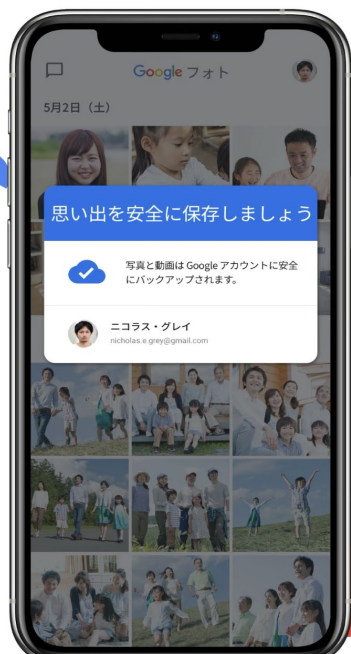 Google フォト
5月2日（土）
思い出を安全に保存しましょう
写真と動画は Google アカウントに安全
にバックアップされます。
ニコラス・グレイ
nicholas.e.grey@gmail.com